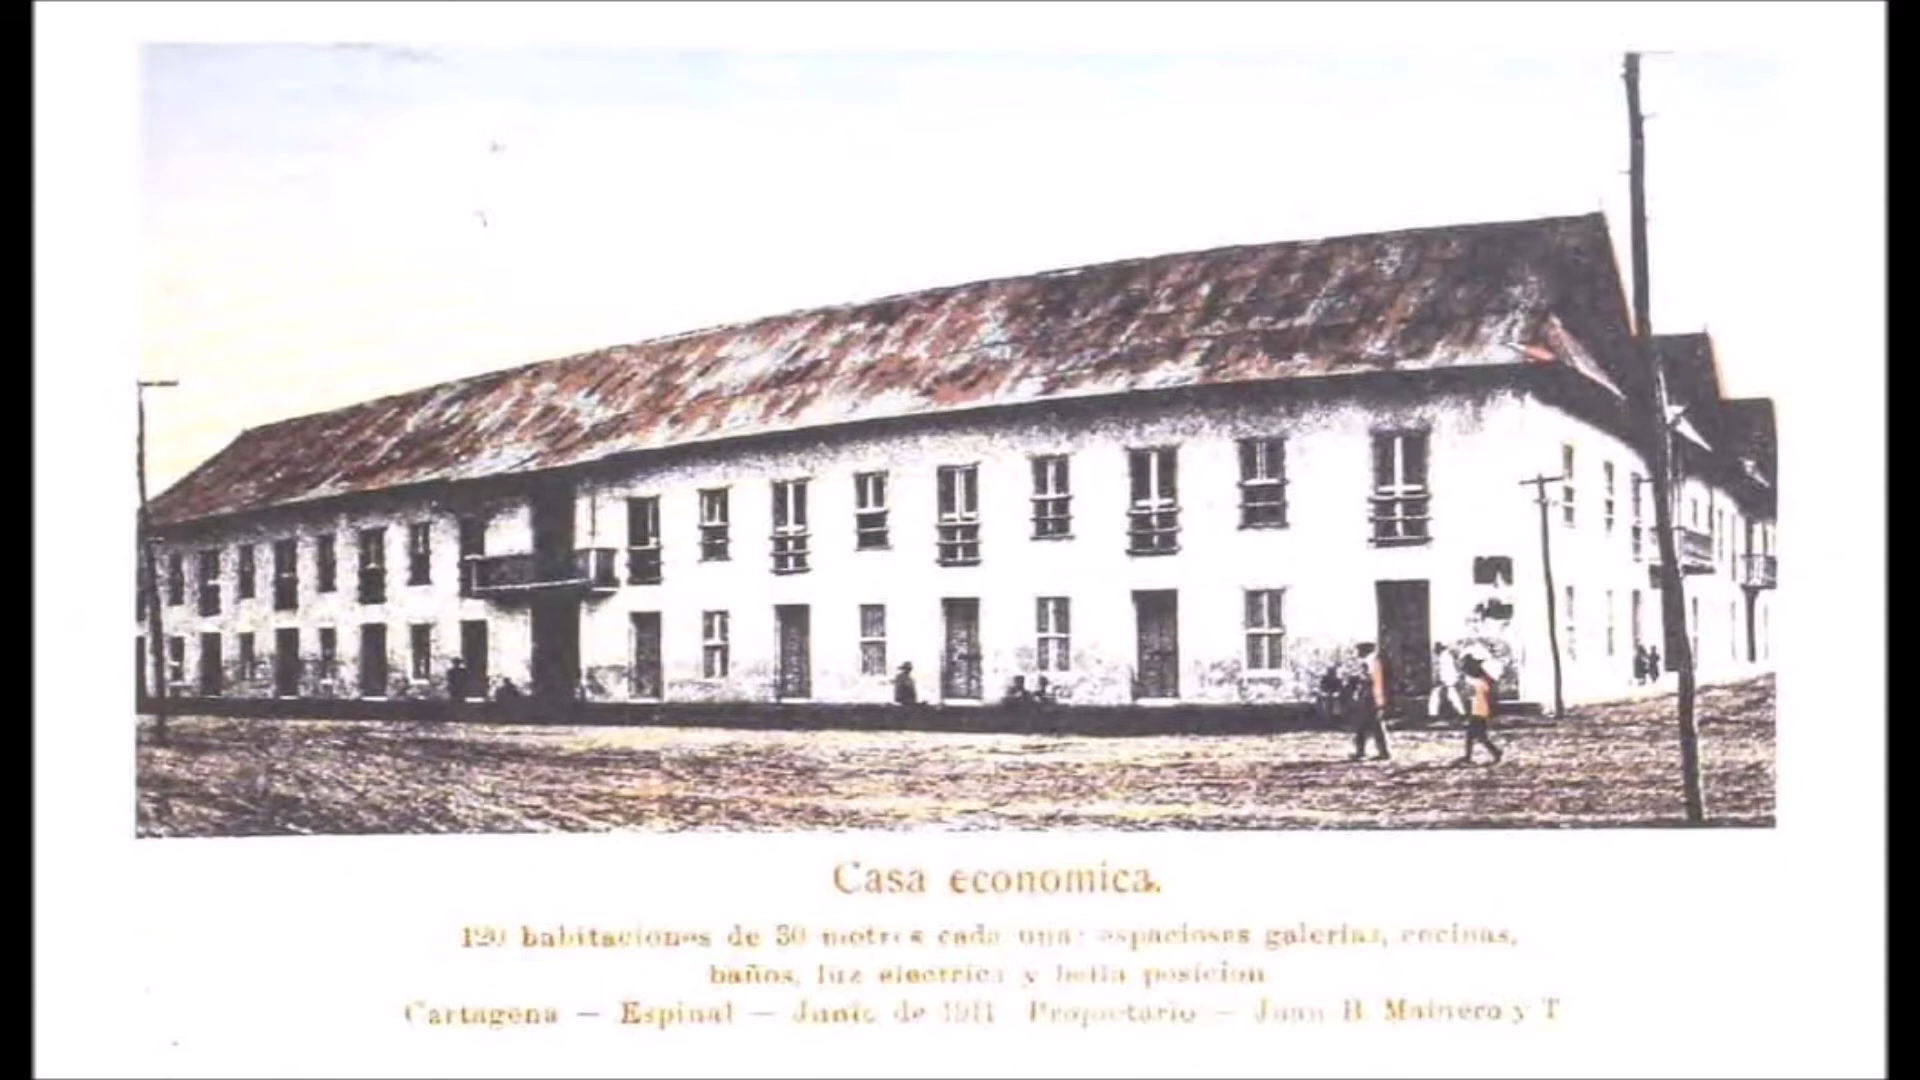 Casa economica.
120 habitaciones de 30 metros cada una: espaciosas galerias, cocinas,
baños, luz electrica y bella posicion
Cartagena — Espinal — Junio de 1911 Propietario — Juan B. Mainero y T